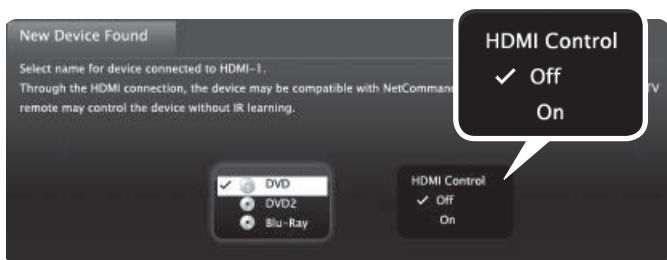 New Device Found
Select name for device connected to HDMI-1.
Through the HDMI connection, the device may be compatible with NetCommand
TV
remote may control the device without IR learning.
HDMI Control
✓ Off
On
✓ DVD
DVD2
Blu-Ray
HDMI Control
✓ Off
On